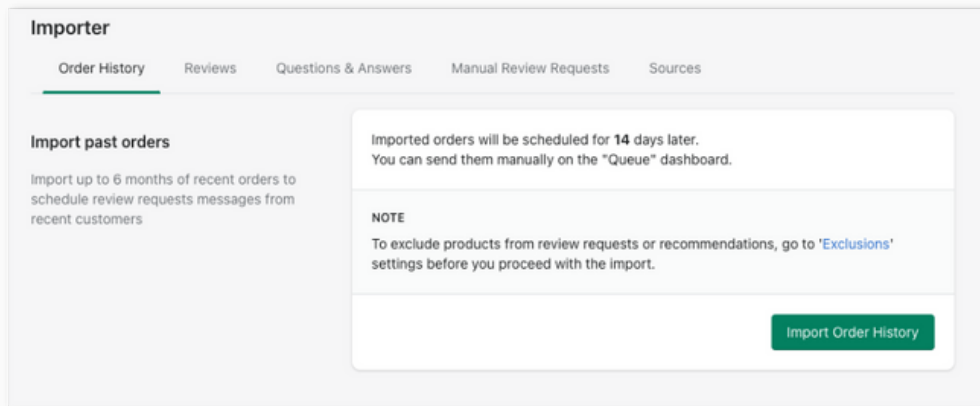 Importer
Order History Reviews Questions & Answers Manual Review Requests Sources
Import past orders
Import up to 6 months of recent orders to
schedule review requests messages from
recent customers
Imported orders will be scheduled for 14 days later.
You can send them manually on the "Queue" dashboard.
NOTE
To exclude products from review requests or recommendations, go to 'Exclusions'
settings before you proceed with the import.
Import Order History